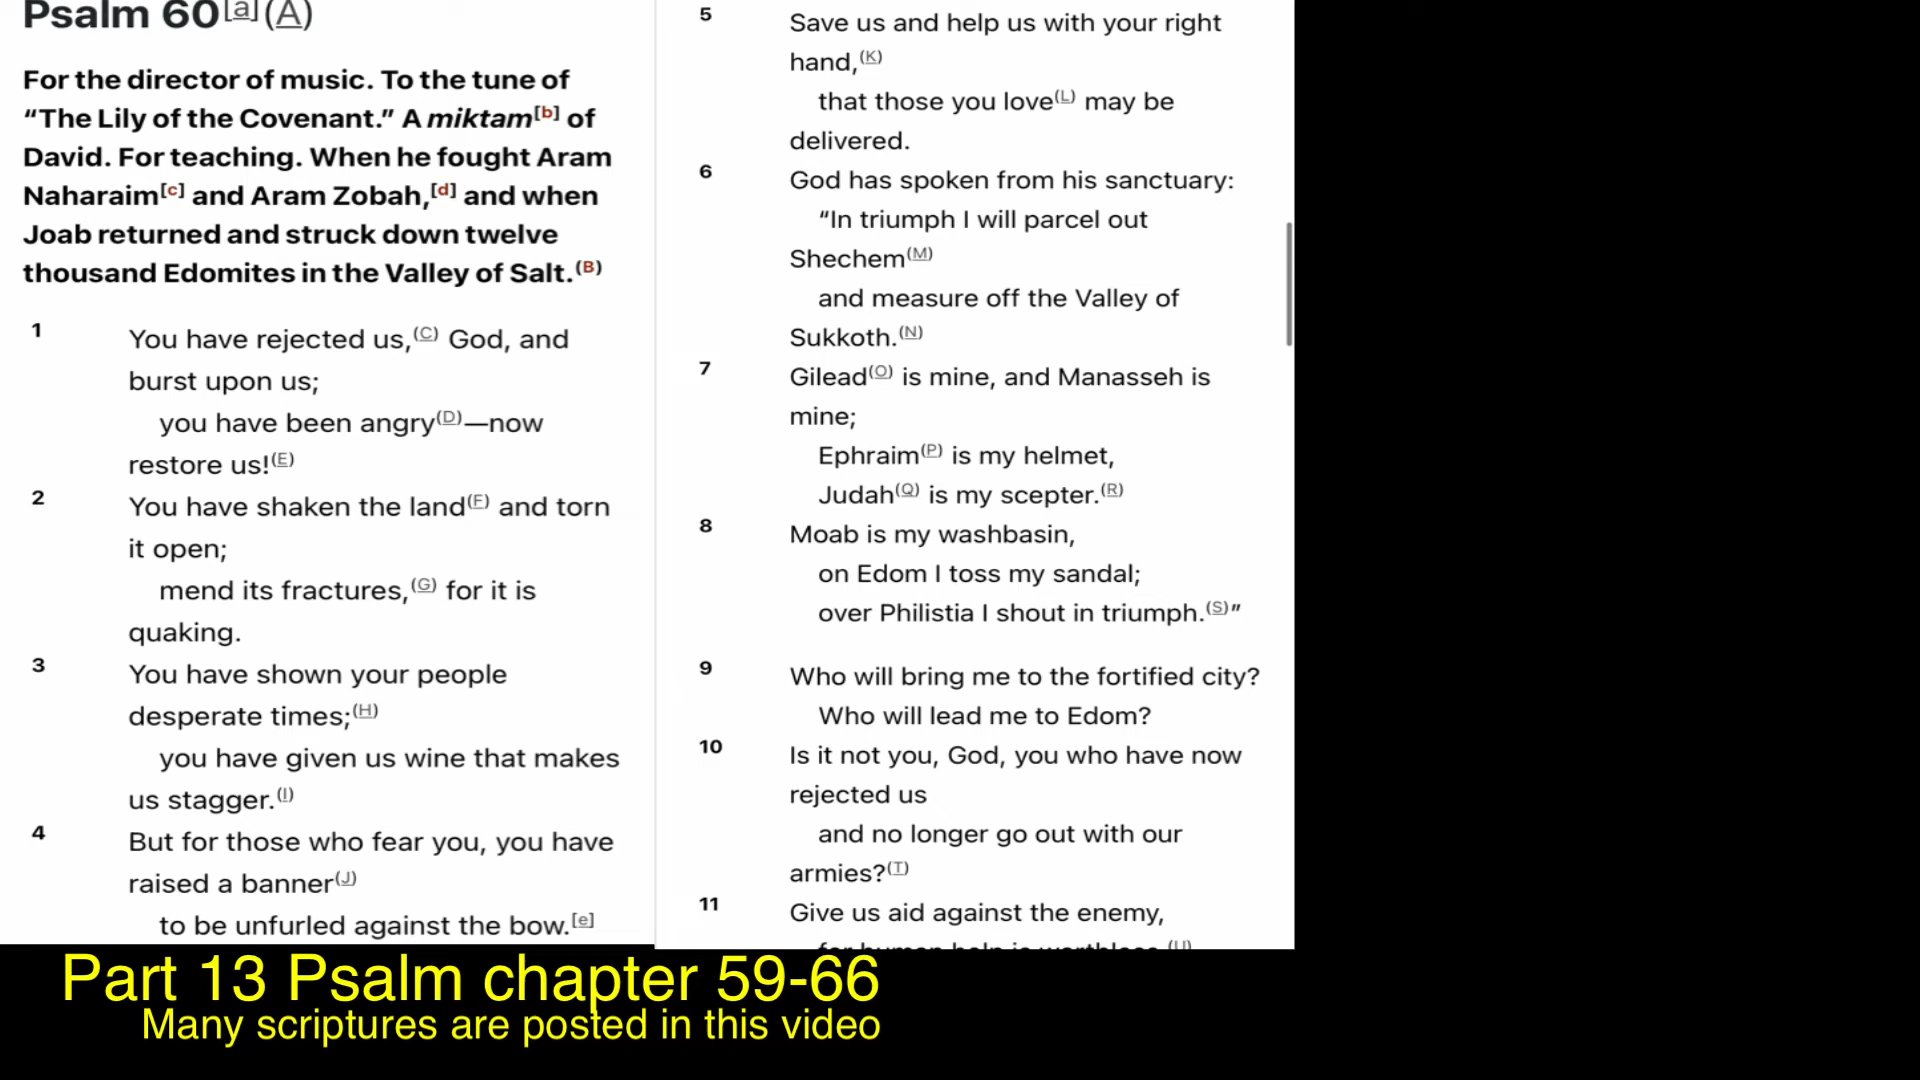 Psalm 60[a](A)
For the director of music. To the tune of
“The Lily of the Covenant.” A miktam[b] of
David. For teaching. When he fought Aram
Naharaim[c] and Aram Zobah,[d] and when
Joab returned and struck down twelve
thousand Edomites in the Valley of Salt.(B)
1 You have rejected us,(C) God, and
burst upon us;
you have been angry(D)—now
restore us!(E)
2 You have shaken the land(F) and torn
it open;
mend its fractures,(G) for it is
quaking.
3 You have shown your people
desperate times;(H)
you have given us wine that makes
us stagger.(I)
4 But for those who fear you, you have
raised a banner(J)
to be unfurled against the bow.[e]
5 Save us and help us with your right
hand,(K)
that those you love(L) may be
delivered.
6 God has spoken from his sanctuary:
“In triumph I will parcel out
Shechem(M)
and measure off the Valley of
Sukkoth.(N)
7 Gilead(O) is mine, and Manasseh is
mine;
Ephraim(P) is my helmet,
Judah(Q) is my scepter.(R)
8 Moab is my washbasin,
on Edom I toss my sandal;
over Philistia I shout in triumph.(S)”
9 Who will bring me to the fortified city?
Who will lead me to Edom?
10 Is it not you, God, you who have now
rejected us
and no longer go out with our
armies?(T)
11 Give us aid against the enemy,
for human help is worthless.(U)
Part 13 Psalm chapter 59-66
Many scriptures are posted in this video